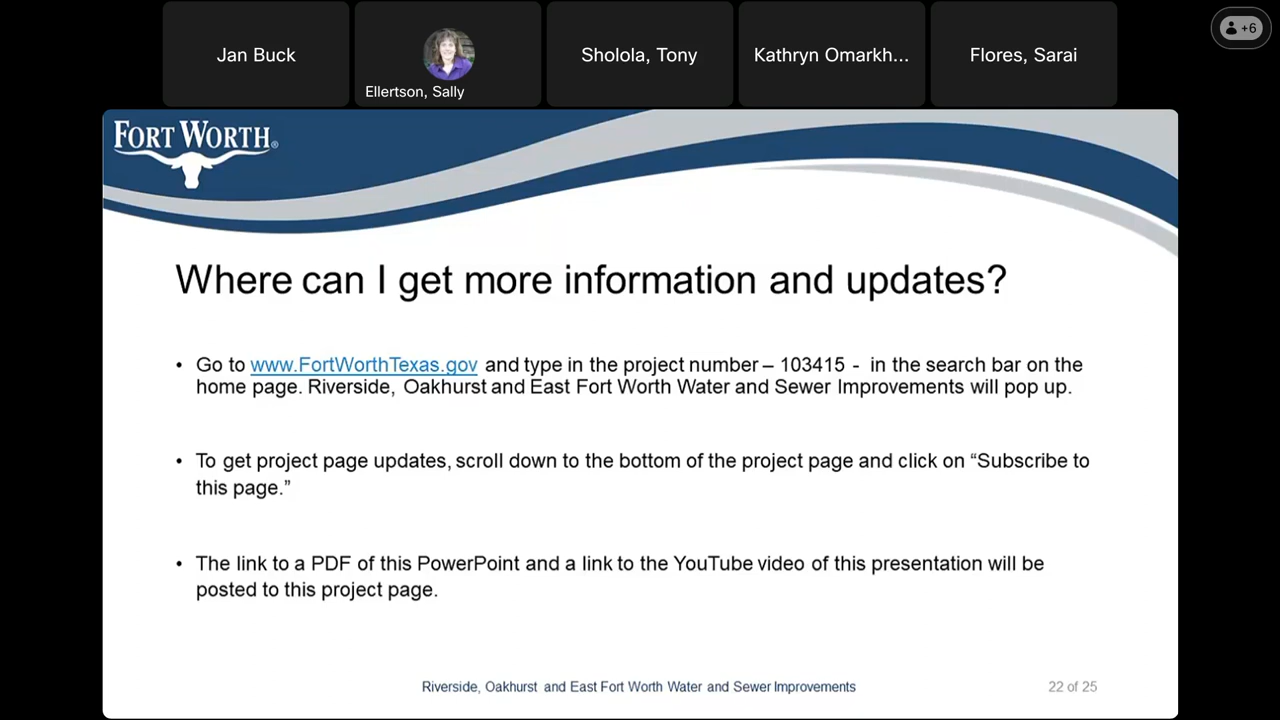 Jan Buck
Ellertson, Sally
Sholola, Tony
Kathryn Omarkh...
Flores, Sarai
+6
FORT WORTH®
Where can I get more information and updates?
• Go to www.FortWorthTexas.gov and type in the project number – 103415 - in the search bar on the
home page. Riverside, Oakhurst and East Fort Worth Water and Sewer Improvements will pop up.
• To get project page updates, scroll down to the bottom of the project page and click on “Subscribe to
this page.”
• The link to a PDF of this PowerPoint and a link to the YouTube video of this presentation will be
posted to this project page.
Riverside, Oakhurst and East Fort Worth Water and Sewer Improvements
22 of 25